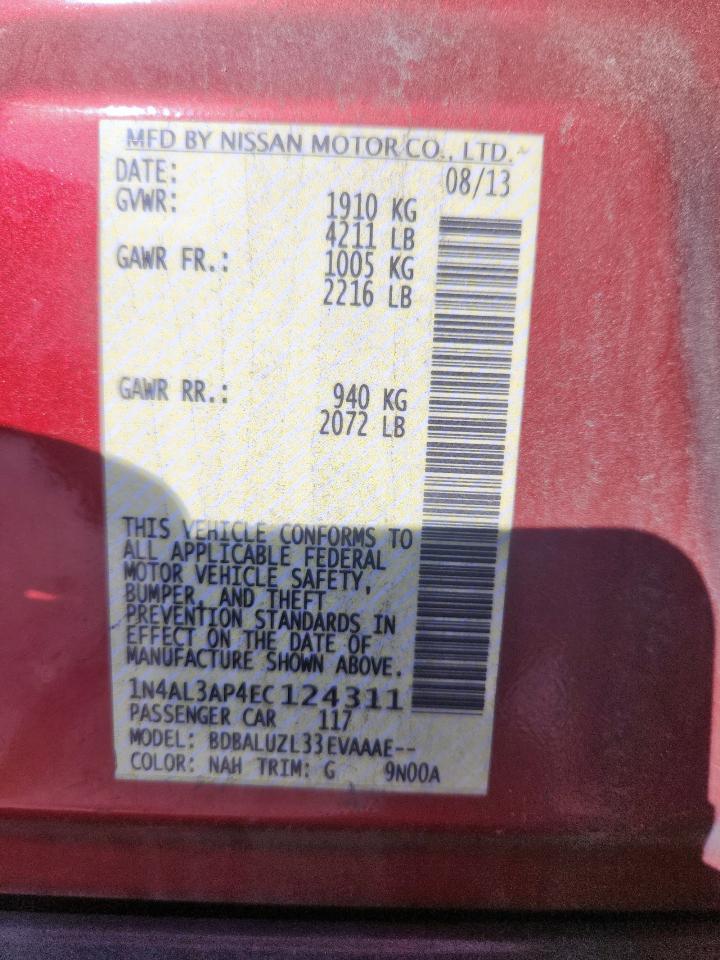 MFD BY NISSAN MOTOR CO., LTD.
DATE: 08/13
GVWR: 1910 KG
4211 LB
GAWR FR.: 1005 KG
2216 LB
GAWR RR.: 940 KG
2072 LB
THIS VEHICLE CONFORMS TO
ALL APPLICABLE FEDERAL
MOTOR VEHICLE SAFETY,
BUMPER, AND THEFT
PREVENTION STANDARDS IN
EFFECT ON THE DATE OF
MANUFACTURE SHOWN ABOVE.
1N4AL3AP4EC124311
PASSENGER CAR 117
MODEL: BDBALUZL33EVAAAE--
COLOR: NAH TRIM: G 9N00A